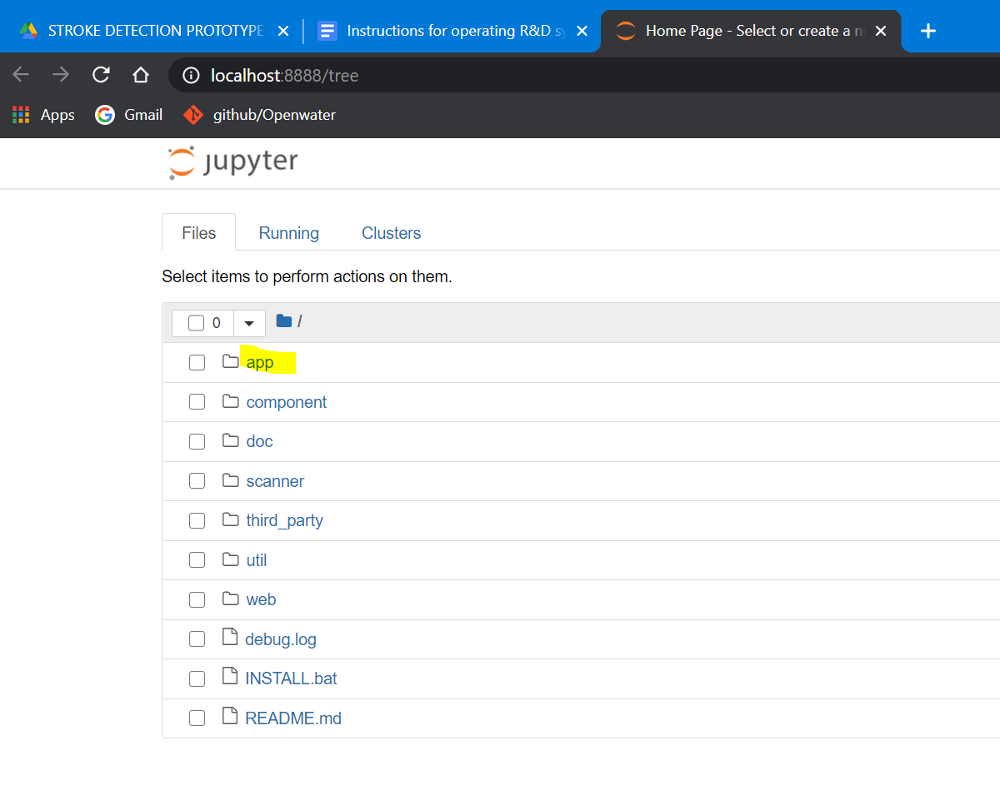 STROKE DETECTION PROTOTYPE
Instructions for operating R&D sy
Home Page - Select or create a n
localhost:8888/tree
Apps
Gmail
github/Openwater
jupyter
Files
Running
Clusters
Select items to perform actions on them.
0
/
app
component
doc
scanner
third_party
util
web
debug.log
INSTALL.bat
README.md